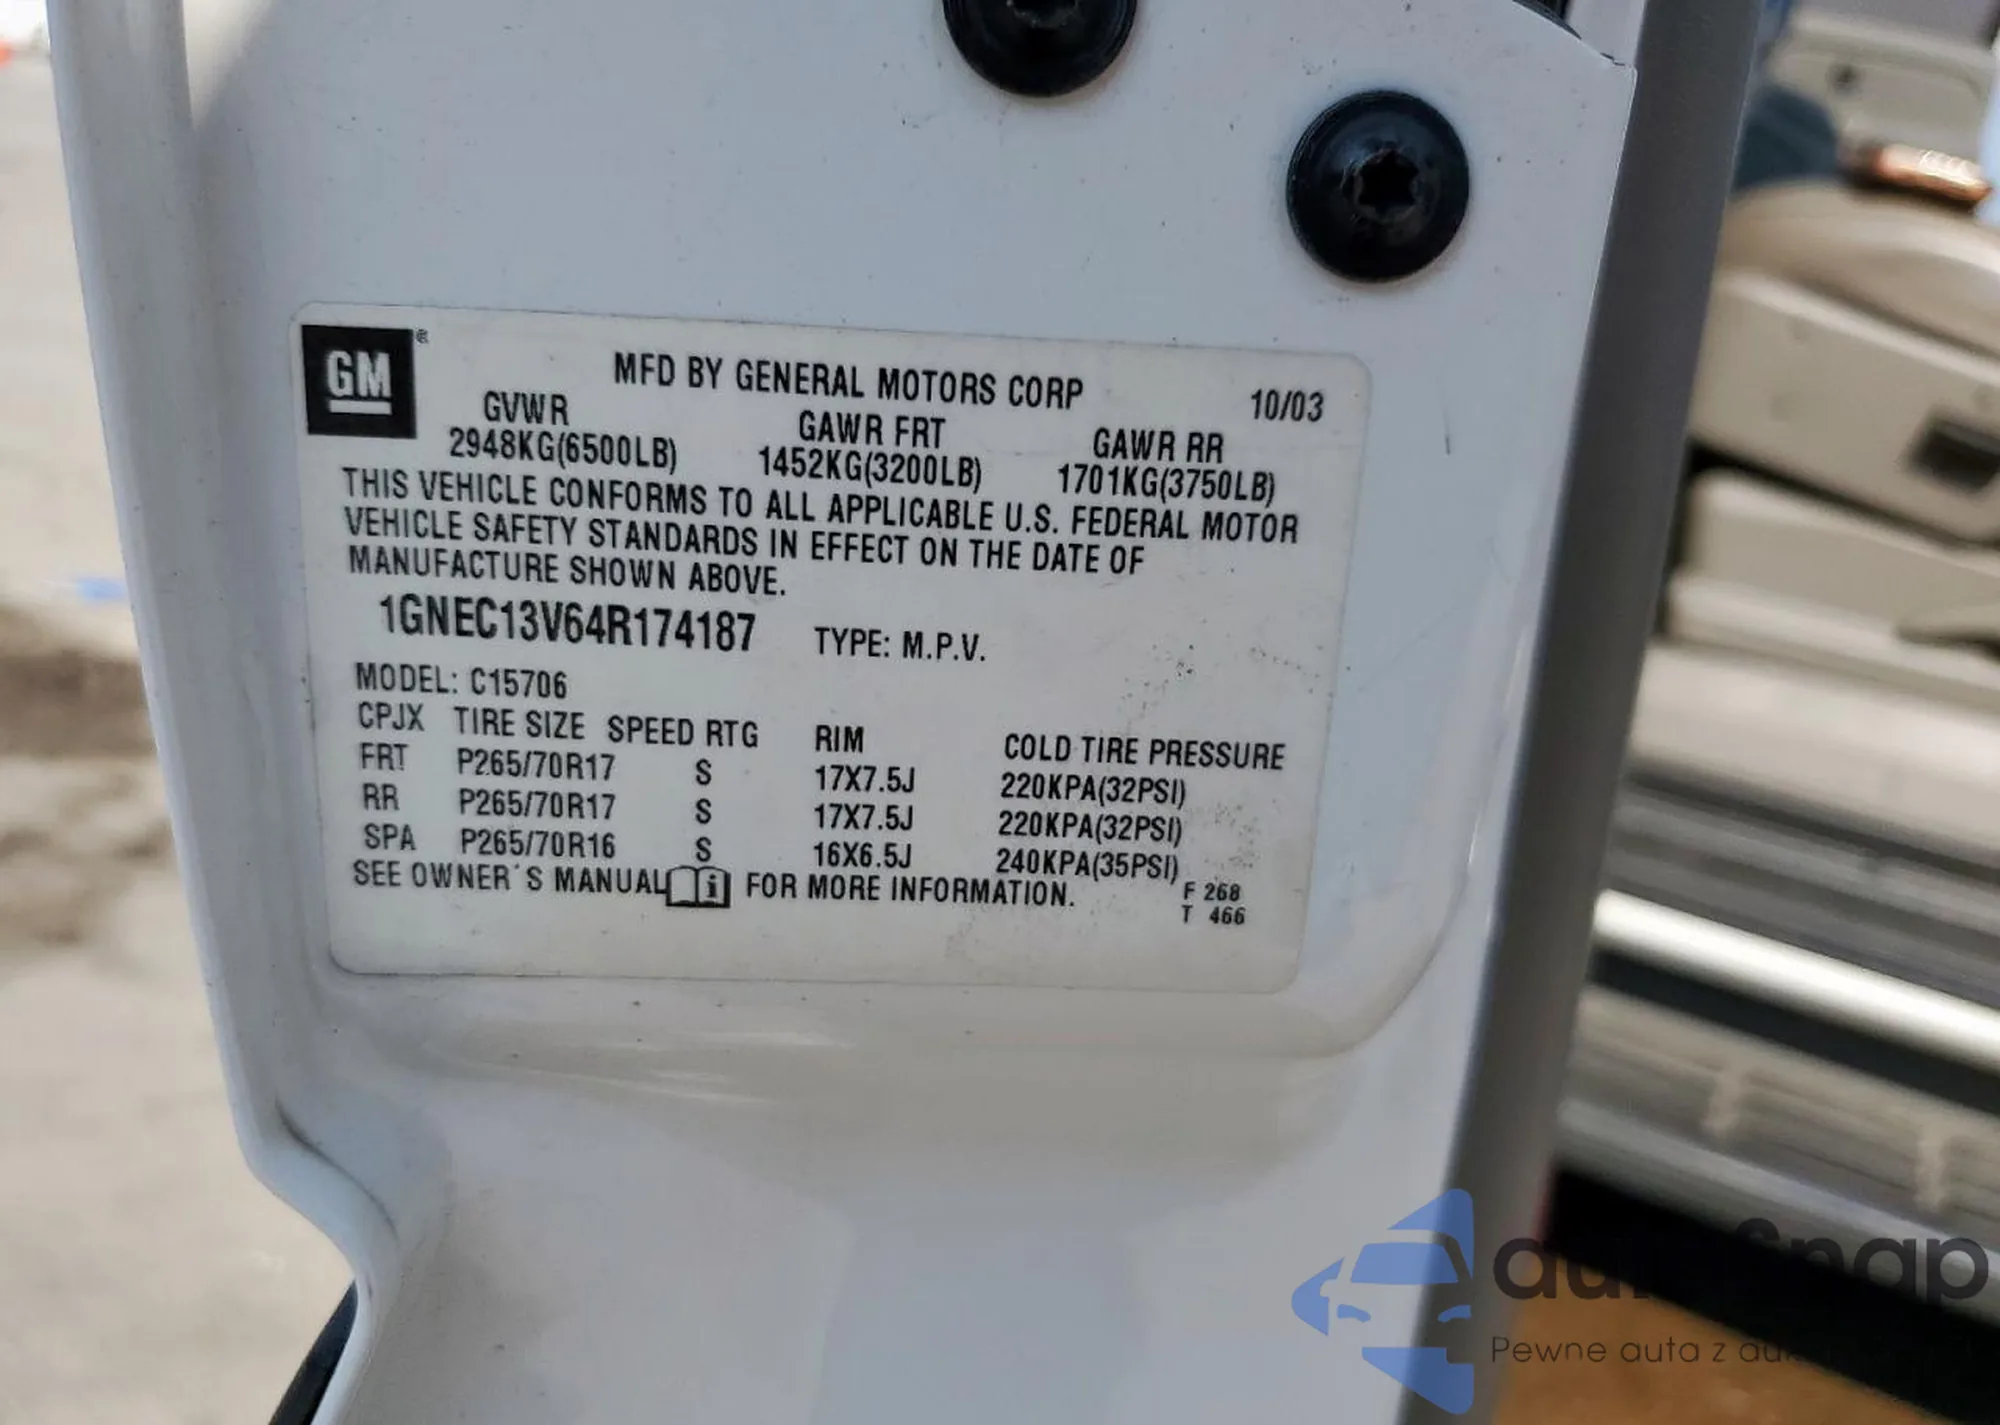 GM®
MFD BY GENERAL MOTORS CORP 10/03
GVWR GAWR FRT GAWR RR
2948KG(6500LB) 1452KG(3200LB) 1701KG(3750LB)
THIS VEHICLE CONFORMS TO ALL APPLICABLE U.S. FEDERAL MOTOR
VEHICLE SAFETY STANDARDS IN EFFECT ON THE DATE OF
MANUFACTURE SHOWN ABOVE.
1GNEC13V64R174187 TYPE: M.P.V.
MODEL: C15706
CPJX TIRE SIZE SPEED RTG RIM COLD TIRE PRESSURE
FRT P265/70R17 S 17X7.5J 220KPA(32PSI)
RR P265/70R17 S 17X7.5J 220KPA(32PSI)
SPA P265/70R16 S 16X6.5J 240KPA(35PSI)
SEE OWNER'S MANUAL i FOR MORE INFORMATION.
F 268
T 466
autoSnap
Pewne auta z